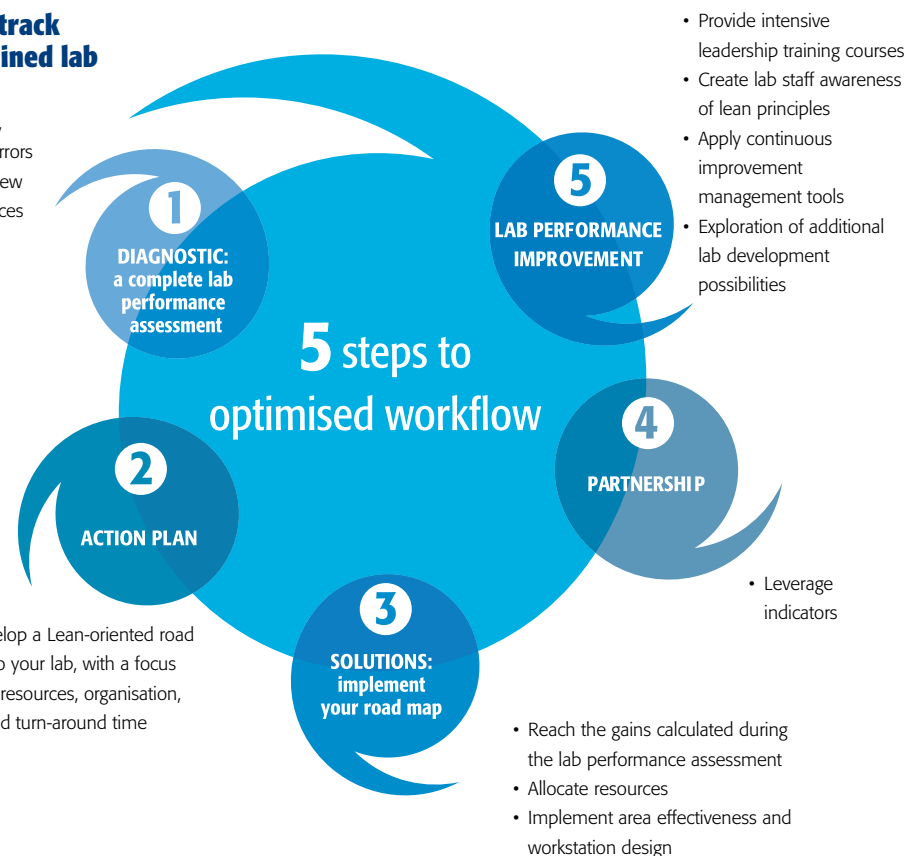 track
ined lab
rrors
ew
ces
1
DIAGNOSTIC:
a complete lab
performance
assessment
5 steps to
optimised workflow
2
ACTION PLAN
elop a Lean-oriented road
o your lab, with a focus
resources, organisation,
d turn-around time
3
SOLUTIONS:
implement
your road map
• Reach the gains calculated during
the lab performance assessment
• Allocate resources
• Implement area effectiveness and
workstation design
4
PARTNERSHIP
• Leverage
indicators
5
LAB PERFORMANCE
IMPROVEMENT
• Provide intensive
leadership training courses
• Create lab staff awareness
of lean principles
• Apply continuous
improvement
management tools
• Exploration of additional
lab development
possibilities